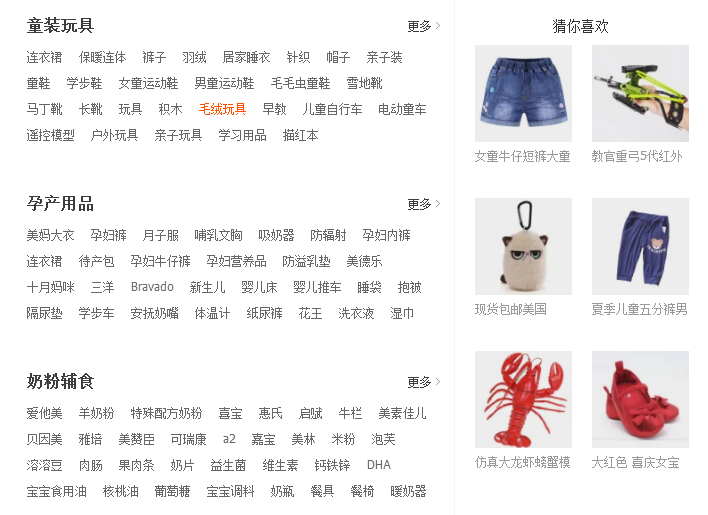 童装玩具 更多
连衣裙 保暖连体 裤子 羽绒 居家睡衣 针织 帽子 亲子装
童鞋 学步鞋 女童运动鞋 男童运动鞋 毛毛虫童鞋 雪地靴
马丁靴 长靴 玩具 积木 毛绒玩具 早教 儿童自行车 电动童车
遥控模型 户外玩具 亲子玩具 学习用品 描红本
孕产用品 更多
美妈大衣 孕妇裤 月子服 哺乳文胸 吸奶器 防辐射 孕妇内裤
连衣裙 待产包 孕妇牛仔裤 孕妇营养品 防溢乳垫 美德乐
十月妈咪 三洋 Bravado 新生儿 婴儿床 婴儿推车 睡袋 抱被
隔尿垫 学步车 安抚奶嘴 体温计 纸尿裤 花王 洗衣液 湿巾
奶粉辅食 更多
爱他美 羊奶粉 特殊配方奶粉 喜宝 惠氏 启赋 牛栏 美素佳儿
贝因美 雅培 美赞臣 可瑞康 a2 嘉宝 美林 米粉 泡芙
溶溶豆 肉肠 果肉条 奶片 益生菌 维生素 钙铁锌 DHA
宝宝食用油 核桃油 葡萄糖 宝宝调料 奶瓶 餐具 餐椅 暖奶器
猜你喜欢
女童牛仔短裤大童 教官重弓5代红外
现货包邮美国 夏季儿童五分裤男
仿真大龙虾螃蟹模 大红色 喜庆女宝